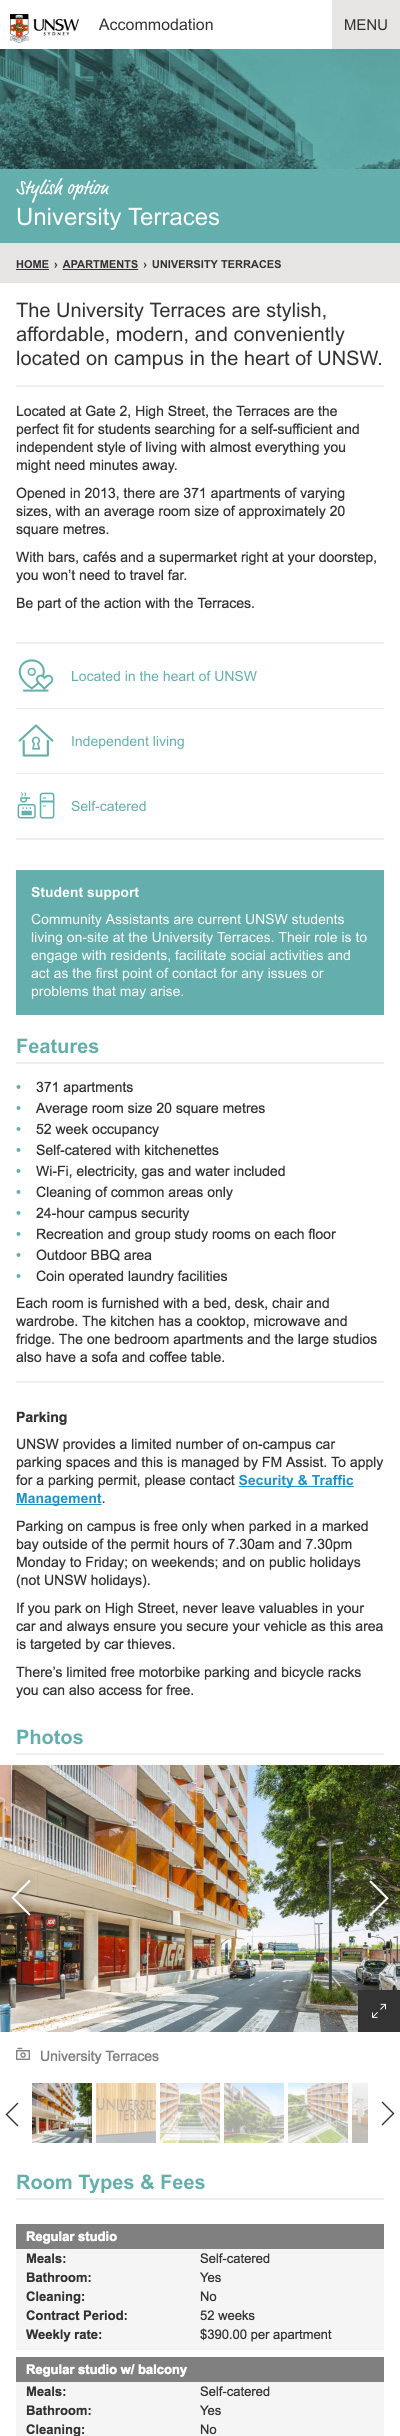 UNSW
SYDNEY
Accommodation
MENU
Stylish option
University Terraces
HOME › APARTMENTS › UNIVERSITY TERRACES
The University Terraces are stylish,
affordable, modern, and conveniently
located on campus in the heart of UNSW.
Located at Gate 2, High Street, the Terraces are the
perfect fit for students searching for a self-sufficient and
independent style of living with almost everything you
might need minutes away.
Opened in 2013, there are 371 apartments of varying
sizes, with an average room size of approximately 20
square metres.
With bars, cafés and a supermarket right at your doorstep,
you won’t need to travel far.
Be part of the action with the Terraces.
Located in the heart of UNSW
Independent living
Self-catered
Student support
Community Assistants are current UNSW students
living on-site at the University Terraces. Their role is to
engage with residents, facilitate social activities and
act as the first point of contact for any issues or
problems that may arise.
Features
• 371 apartments
• Average room size 20 square metres
• 52 week occupancy
• Self-catered with kitchenettes
• Wi-Fi, electricity, gas and water included
• Cleaning of common areas only
• 24-hour campus security
• Recreation and group study rooms on each floor
• Outdoor BBQ area
• Coin operated laundry facilities
Each room is furnished with a bed, desk, chair and
wardrobe. The kitchen has a cooktop, microwave and
fridge. The one bedroom apartments and the large studios
also have a sofa and coffee table.
Parking
UNSW provides a limited number of on-campus car
parking spaces and this is managed by FM Assist. To apply
for a parking permit, please contact Security & Traffic
Management.
Parking on campus is free only when parked in a marked
bay outside of the permit hours of 7.30am and 7.30pm
Monday to Friday; on weekends; and on public holidays
(not UNSW holidays).
If you park on High Street, never leave valuables in your
car and always ensure you secure your vehicle as this area
is targeted by car thieves.
There’s limited free motorbike parking and bicycle racks
you can also access for free.
Photos
IGA
IGA
University Terraces
UNIVERSITY
TERRAC
Room Types & Fees
Regular studio
Meals: Self-catered
Bathroom: Yes
Cleaning: No
Contract Period: 52 weeks
Weekly rate: $390.00 per apartment
Regular studio w/ balcony
Meals: Self-catered
Bathroom: Yes
Cleaning: No